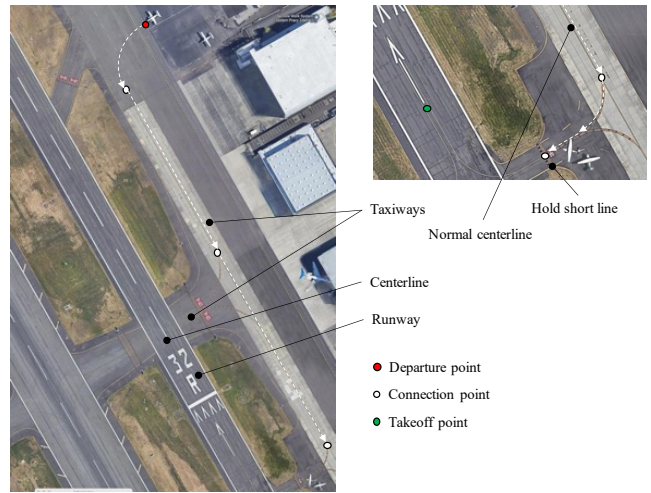 Taxiways
Hold short line
Normal centerline
Centerline
Runway
32
R
Departure point
Connection point
Takeoff point